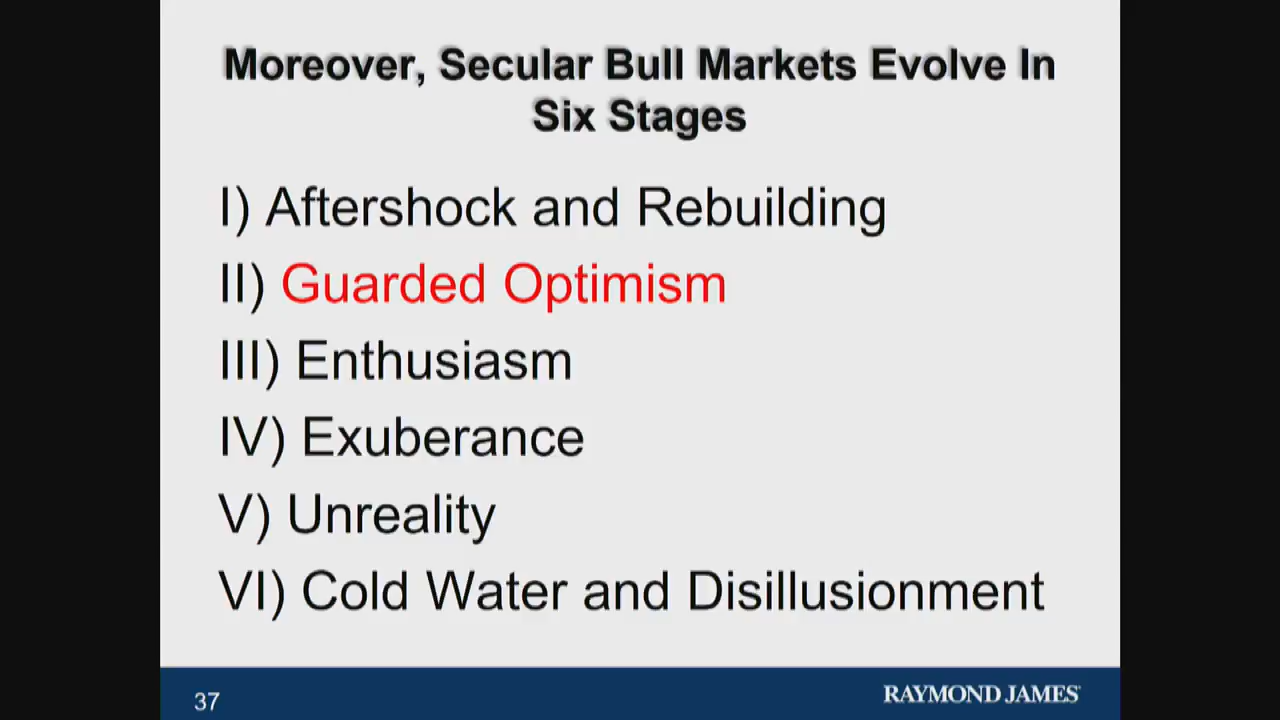 Moreover, Secular Bull Markets Evolve In
Six Stages
I) Aftershock and Rebuilding
II) Guarded Optimism
III) Enthusiasm
IV) Exuberance
V) Unreality
VI) Cold Water and Disillusionment
37
RAYMOND JAMES